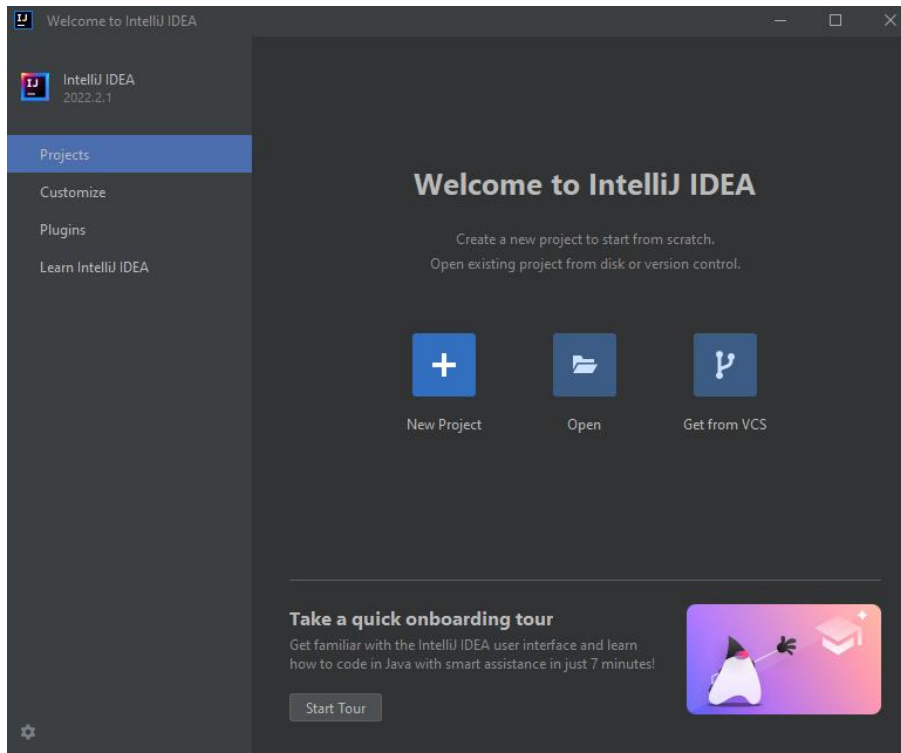 Welcome to IntelliJ IDEA
IntelliJ IDEA
2022.2.1
Projects
Customize
Plugins
Learn IntelliJ IDEA
Welcome to IntelliJ IDEA
Create a new project to start from scratch.
Open existing project from disk or version control.
New Project
Open
Get from VCS
Take a quick onboarding tour
Get familiar with the IntelliJ IDEA user interface and learn
how to code in Java with smart assistance in just 7 minutes!
Start Tour